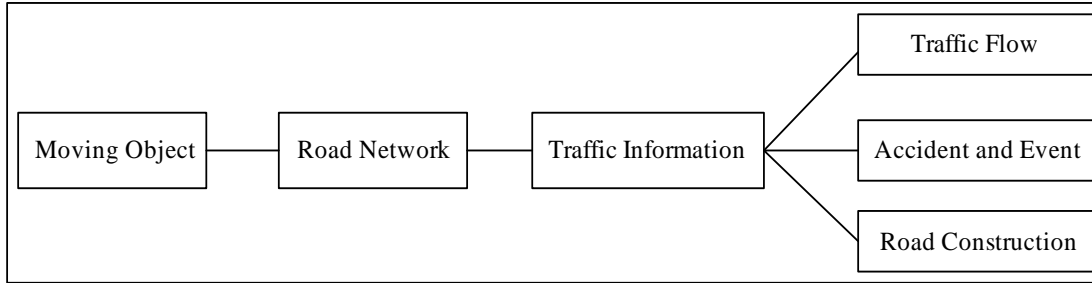 Traffic Flow
Moving Object
Road Network
Traffic Information
Accident and Event
Road Construction